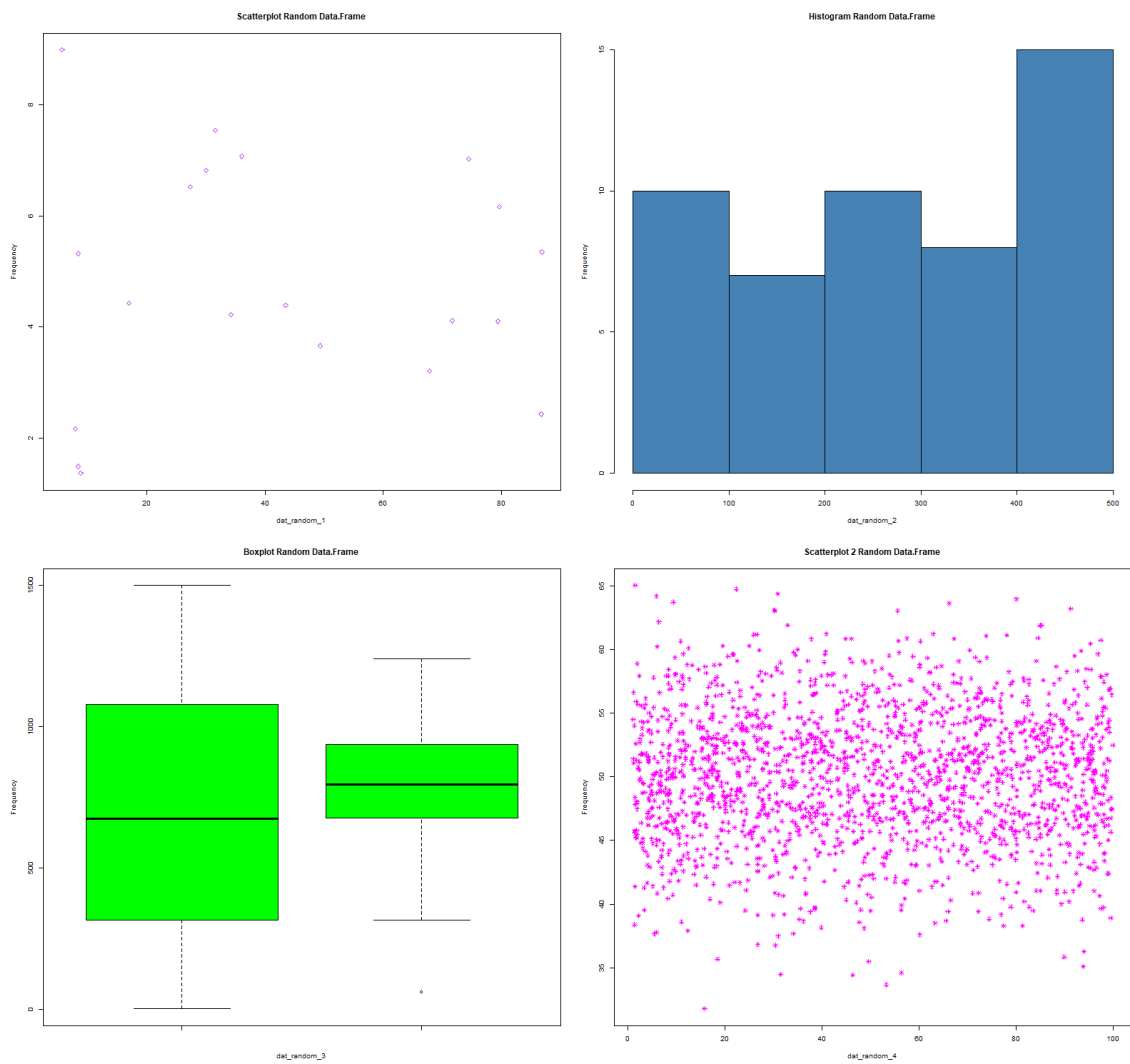 Scatterplot Random Data.Frame
8
6
4
2
Frequency
20 40 60 80
dat_random_1
Histogram Random Data.Frame
15
10
5
0
Frequency
0 100 200 300 400 500
dat_random_2
Boxplot Random Data.Frame
1500
1000
500
0
Frequency
dat_random_3
Scatterplot 2 Random Data.Frame
65
60
55
50
45
40
35
Frequency
0 20 40 60 80 100
dat_random_4